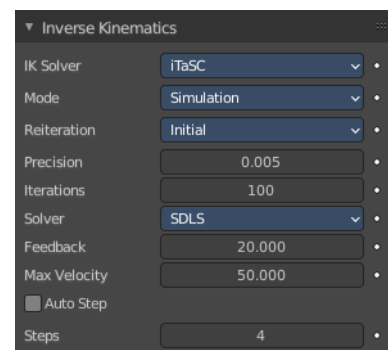 Inverse Kinematics
IK Solver iTaSC
Mode Simulation
Reiteration Initial
Precision 0.005
Iterations 100
Solver SDLS
Feedback 20.000
Max Velocity 50.000
Auto Step
Steps 4